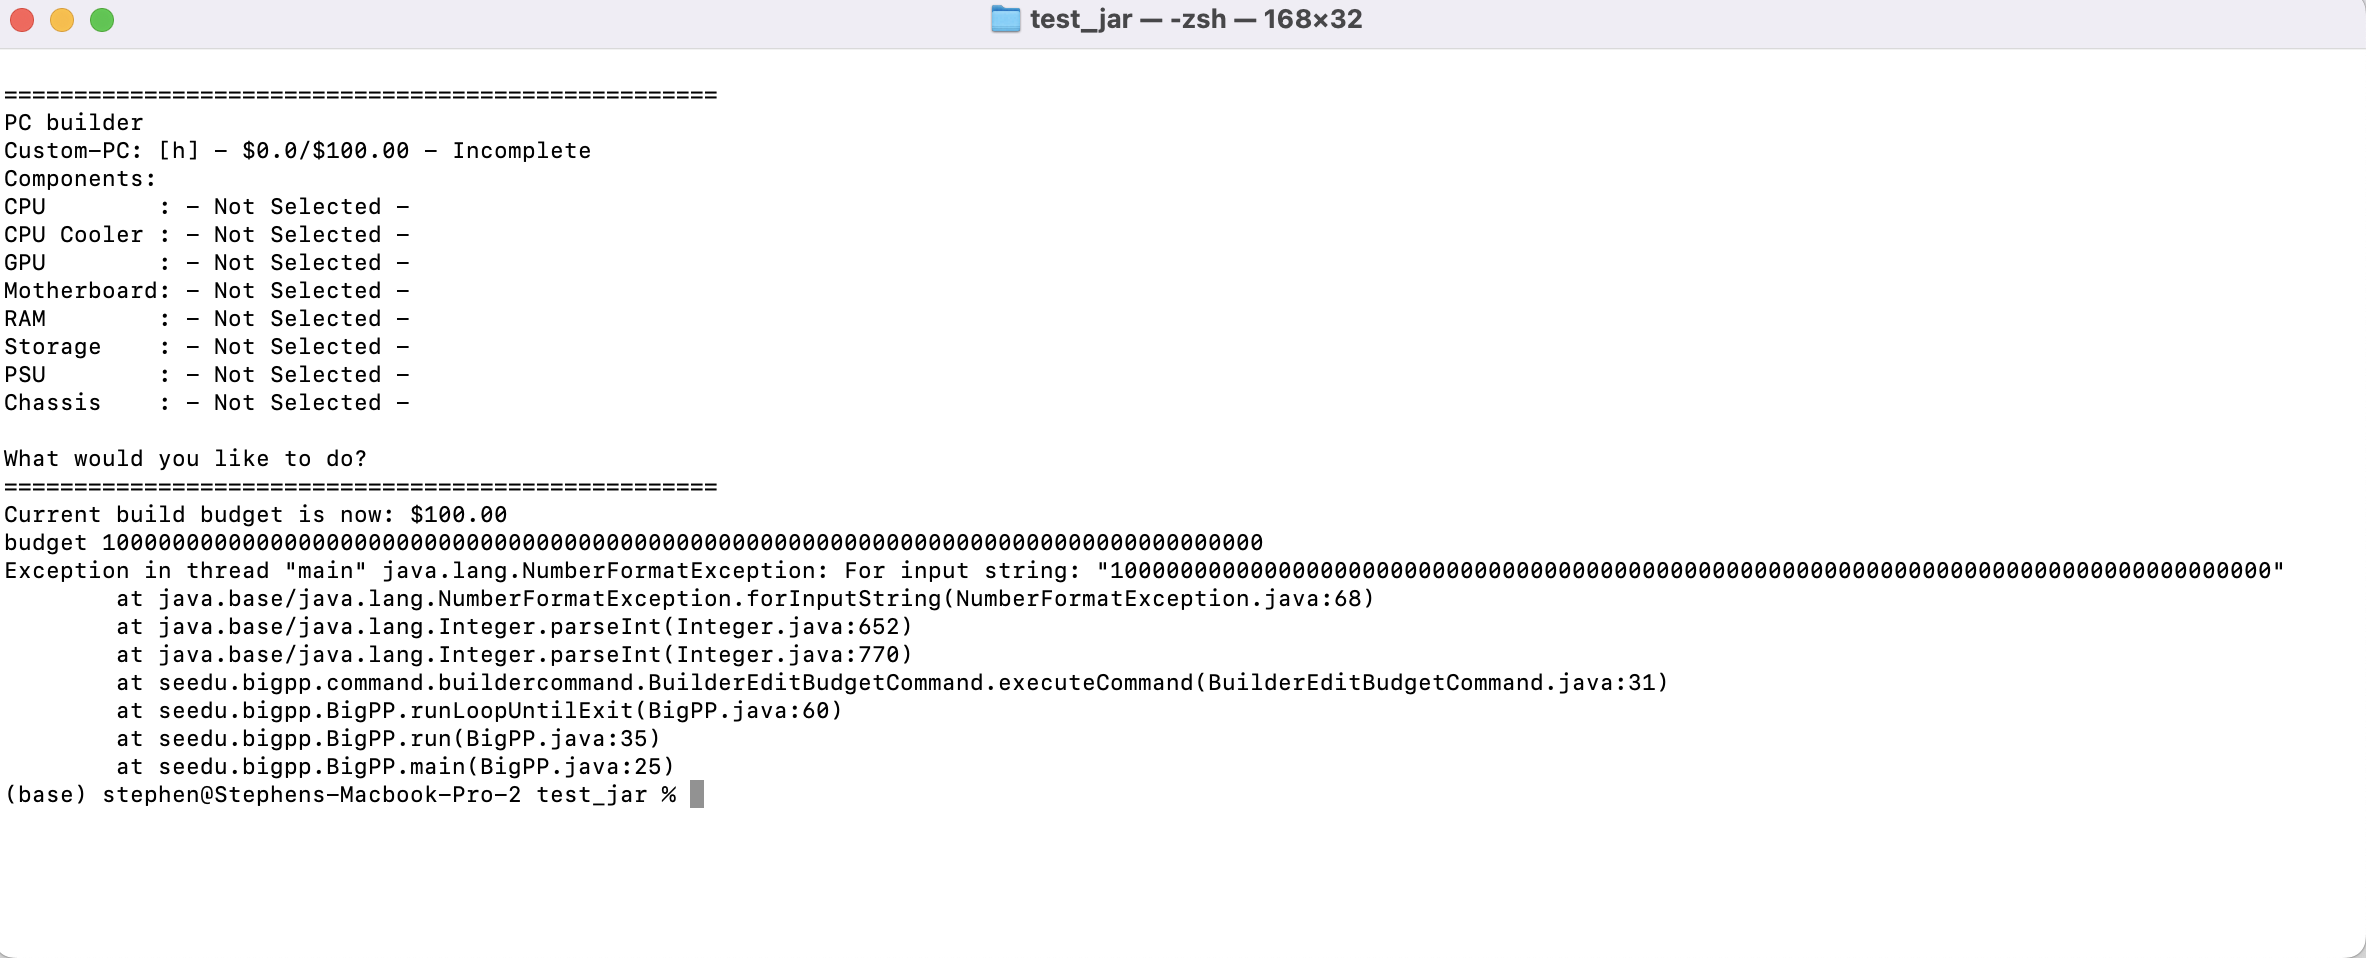 test_jar — -zsh — 168×32
===================================================
PC builder
Custom-PC: [h] - $0.0/$100.00 - Incomplete
Components:
CPU        : - Not Selected -
CPU Cooler : - Not Selected -
GPU        : - Not Selected -
Motherboard: - Not Selected -
RAM        : - Not Selected -
Storage    : - Not Selected -
PSU        : - Not Selected -
Chassis    : - Not Selected -
What would you like to do?
===================================================
Current build budget is now: $100.00
budget 10000000000000000000000000000000000000000000000000000000000000000000000000000000000
Exception in thread "main" java.lang.NumberFormatException: For input string: "10000000000000000000000000000000000000000000000000000000000000000000000000000000000"
        at java.base/java.lang.NumberFormatException.forInputString(NumberFormatException.java:68)
        at java.base/java.lang.Integer.parseInt(Integer.java:652)
        at java.base/java.lang.Integer.parseInt(Integer.java:770)
        at seedu.bigpp.command.buildercommand.BuilderEditBudgetCommand.executeCommand(BuilderEditBudgetCommand.java:31)
        at seedu.bigpp.BigPP.runLoopUntilExit(BigPP.java:60)
        at seedu.bigpp.BigPP.run(BigPP.java:35)
        at seedu.bigpp.BigPP.main(BigPP.java:25)
(base) stephen@Stephens-Macbook-Pro-2 test_jar %